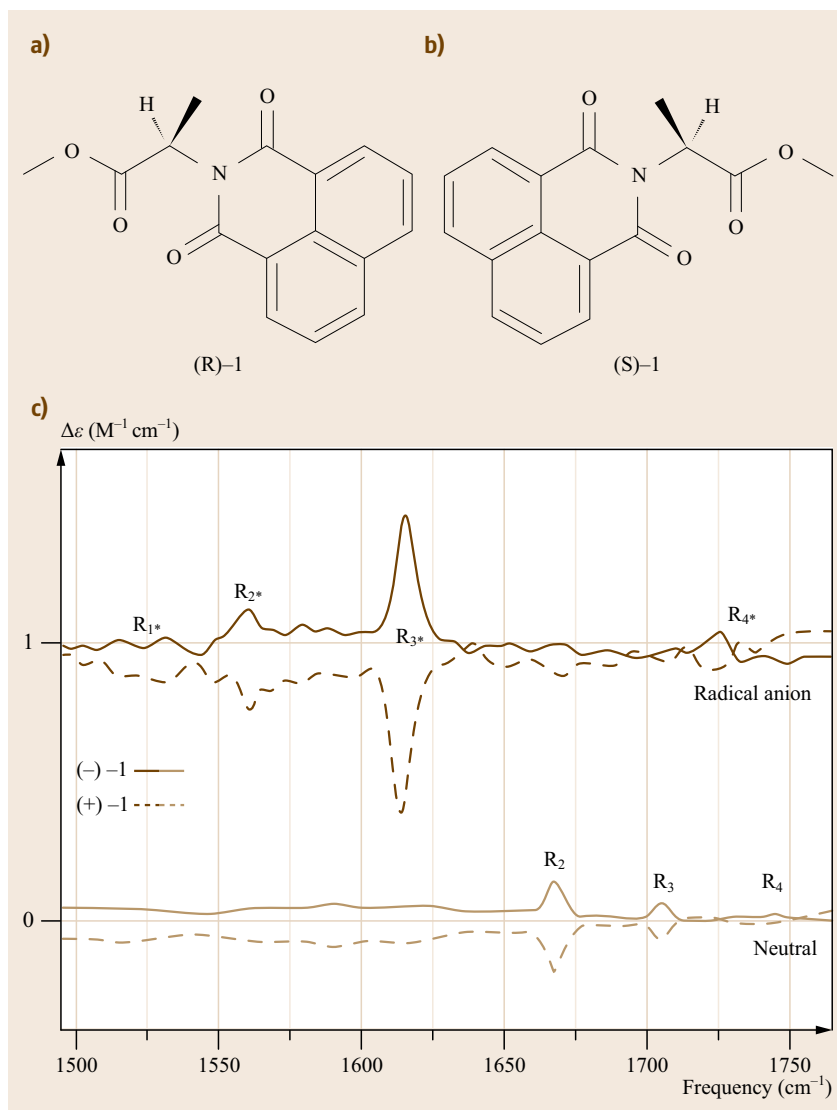 a)
b)
H
O
O
O
N
O
(R)–1
O
H
N
O
O
O
(S)–1
c)
Δε (M⁻¹ cm⁻¹)
R1*
R2*
R3*
R4*
1
Radical anion
(–) –1
(+) –1
R2
R3
R4
0
Neutral
1500 1550 1600 1650 1700 1750
Frequency (cm⁻¹)